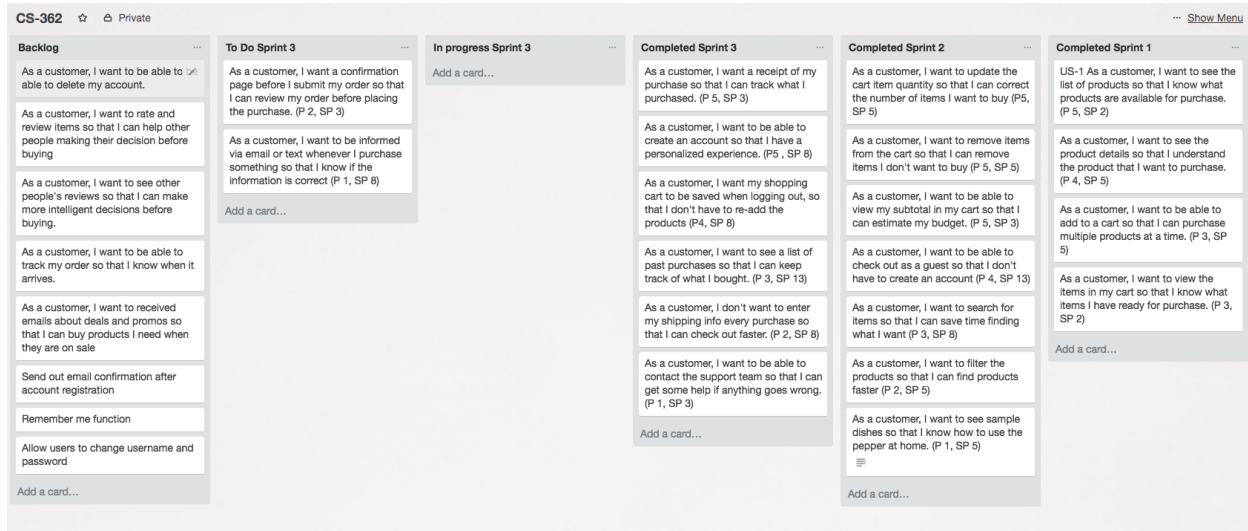 CS-362
Private
Show Menu
Backlog
As a customer, I want to be able to
able to delete my account.
As a customer, I want to rate and
review items so that I can help other
people making their decision before
buying
As a customer, I want to see other
people's reviews so that I can make
more intelligent decisions before
buying.
As a customer, I want to be able to
track my order so that I know when it
arrives.
As a customer, I want to received
emails about deals and promos so
that I can buy products I need when
they are on sale
Send out email confirmation after
account registration
Remember me function
Allow users to change username and
password
Add a card...
To Do Sprint 3
As a customer, I want a confirmation
page before I submit my order so that
I can review my order before placing
the purchase. (P 2, SP 3)
As a customer, I want to be informed
via email or text whenever I purchase
something so that I know if the
information is correct (P 1, SP 8)
Add a card...
In progress Sprint 3
Add a card...
Completed Sprint 3
As a customer, I want a receipt of my
purchase so that I can track what I
purchased. (P 5, SP 3)
As a customer, I want to be able to
create an account so that I have a
personalized experience. (P5 , SP 8)
As a customer, I want my shopping
cart to be saved when logging out, so
that I don't have to re-add the
products (P4, SP 8)
As a customer, I want to see a list of
past purchases so that I can keep
track of what I bought. (P 3, SP 13)
As a customer, I don't want to enter
my shipping info every purchase so
that I can check out faster. (P 2, SP 8)
As a customer, I want to be able to
contact the support team so that I can
get some help if anything goes wrong.
(P 1, SP 3)
Add a card...
Completed Sprint 2
As a customer, I want to update the
cart item quantity so that I can correct
the number of items I want to buy (P5,
SP 5)
As a customer, I want to remove items
from the cart so that I can remove
items I don't want to buy (P 5, SP 5)
As a customer, I want to be able to
view my subtotal in my cart so that I
can estimate my budget. (P 5, SP 3)
As a customer, I want to be able to
check out as a guest so that I don't
have to create an account (P 4, SP 13)
As a customer, I want to search for
items so that I can save time finding
what I want (P 3, SP 8)
As a customer, I want to filter the
products so that I can find products
faster (P 2, SP 5)
As a customer, I want to see sample
dishes so that I know how to use the
pepper at home. (P 1, SP 5)
Add a card...
Completed Sprint 1
US-1 As a customer, I want to see the
list of products so that I know what
products are available for purchase.
(P 5, SP 2)
As a customer, I want to see the
product details so that I understand
the product that I want to purchase.
(P 4, SP 5)
As a customer, I want to be able to
add to a cart so that I can purchase
multiple products at a time. (P 3, SP
5)
As a customer, I want to view the
items in my cart so that I know what
items I have ready for purchase. (P 3,
SP 2)
Add a card...